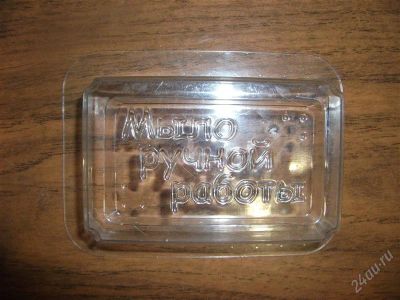 Мыло
ручной
работы
24au.ru